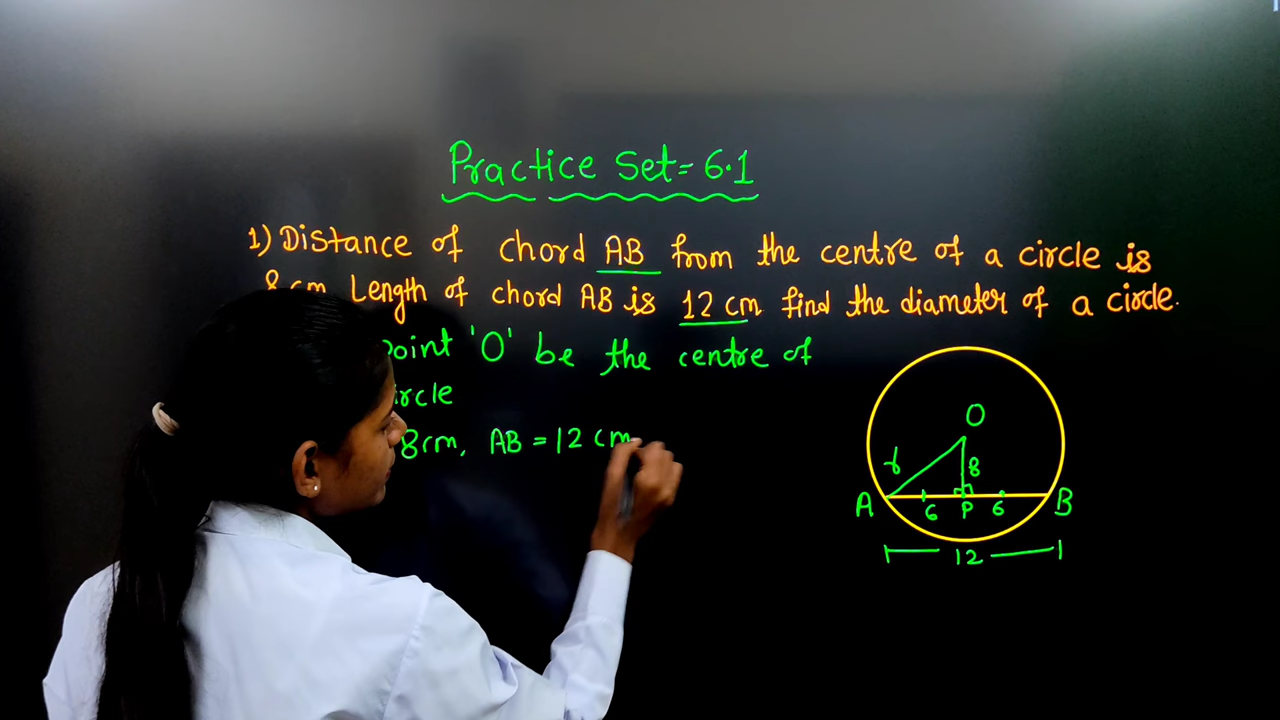 Practice Set = 6.1
1) Distance of chord AB from the centre of a circle is
8 cm Length of chord AB is 12 cm find the diameter of a circle.
point 'O' be the centre of
8cm, AB = 12 cm
O
r
8
A
6
P
6
B
12